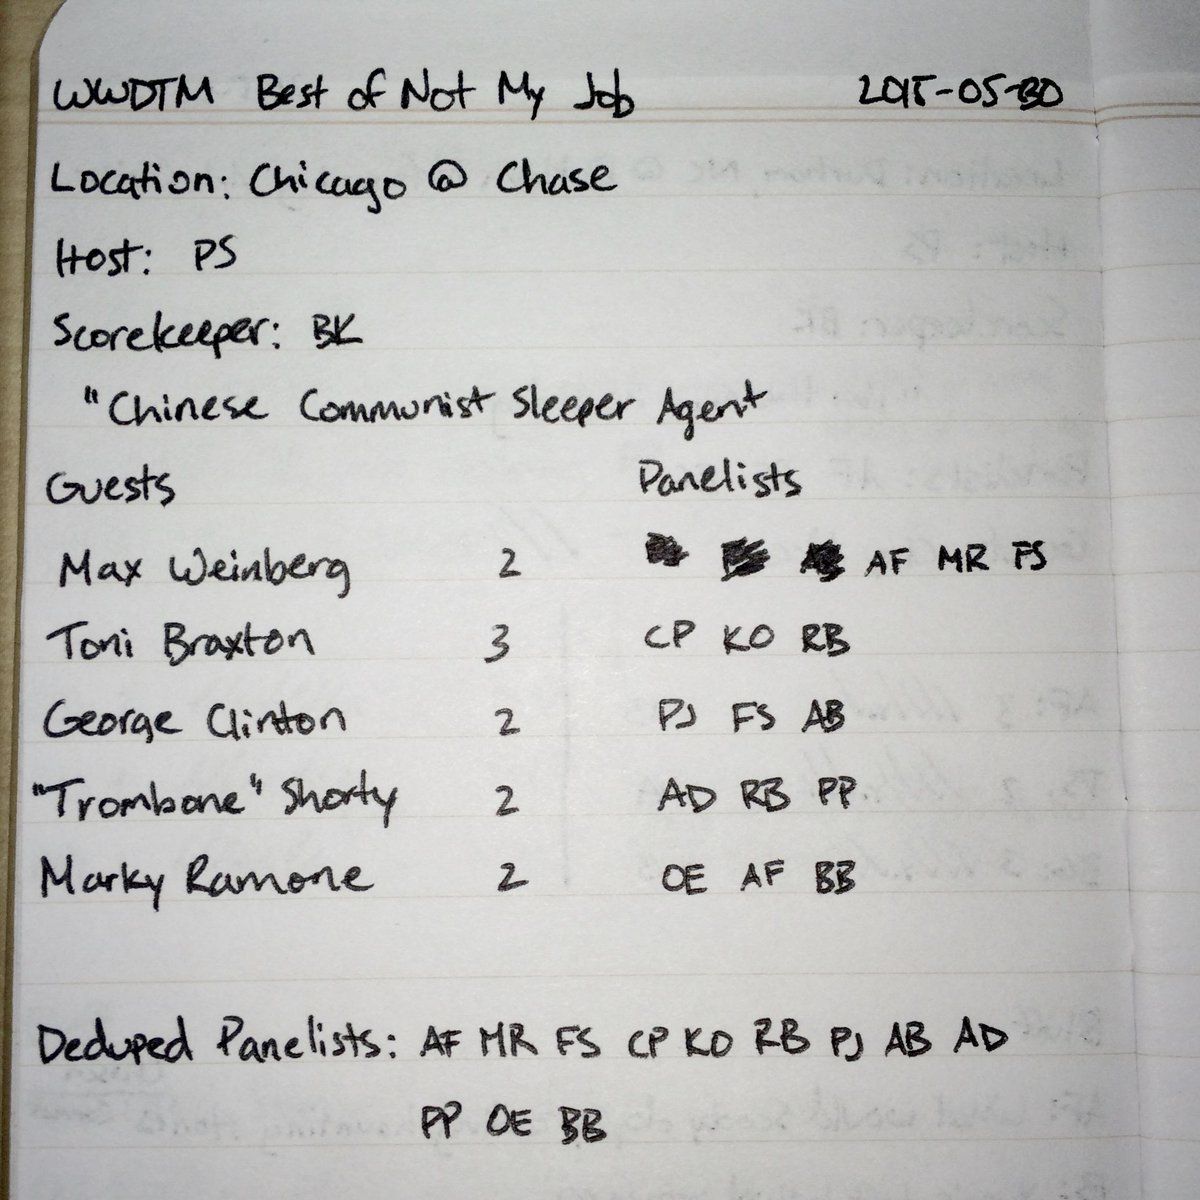 WWDTM Best of Not My Job 2015-05-30
Location: Chicago @ Chase
Host: PS
Scorekeeper: BK
"Chinese Communist Sleeper Agent
Guests Panelists
Max Weinberg 2 AF MR FS
Toni Braxton 3 CP KO RB
George Clinton 2 PJ FS AB
"Trombone" Shorty 2 AD RB PP
Marky Ramone 2 OE AF BB
Deduped Panelists: AF MR FS CP KO RB PJ AB AD
PP OE BB